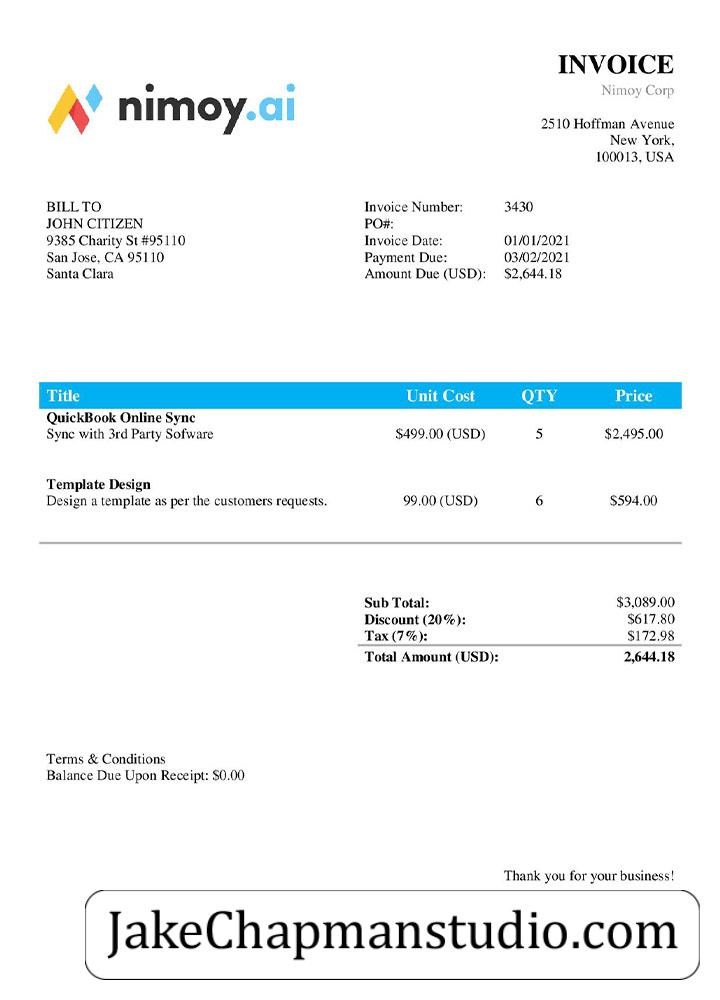 INVOICE
Nimoy Corp
nimoy.ai
2510 Hoffman Avenue
New York,
100013, USA
BILL TO
JOHN CITIZEN
9385 Charity St #95110
San Jose, CA 95110
Santa Clara
Invoice Number: 3430
PO#:
Invoice Date: 01/01/2021
Payment Due: 03/02/2021
Amount Due (USD): $2,644.18
Title Unit Cost QTY Price
QuickBook Online Sync
Sync with 3rd Party Sofware $499.00 (USD) 5 $2,495.00
Template Design
Design a template as per the customers requests. 99.00 (USD) 6 $594.00
Sub Total: $3,089.00
Discount (20%): $617.80
Tax (7%): $172.98
Total Amount (USD): 2,644.18
Terms & Conditions
Balance Due Upon Receipt: $0.00
Thank you for your business!
JakeChapmanstudio.com